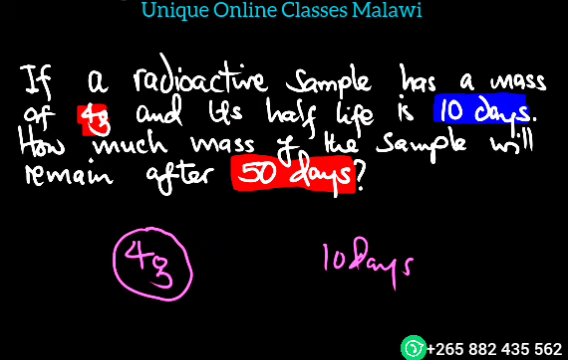 Unique Online Classes Malawi
If a radioactive sample has a mass
of 4g and its half life is 10 days.
How much mass of the sample will
remain after 50 days?
4g 10days
+265 882 435 562